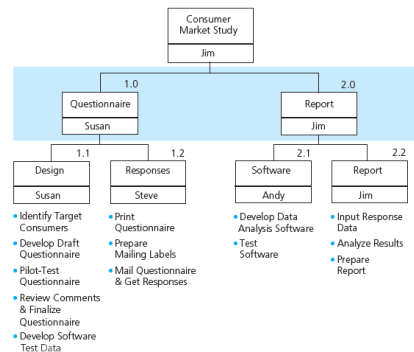 Consumer
Market Study
Jim
1.0
Questionnaire
Susan
2.0
Report
Jim
1.1
Design
Susan
• Identify Target
Consumers
• Develop Draft
Questionnaire
• Pilot-Test
Questionnaire
• Review Comments
& Finalize
Questionnaire
• Develop Software
Test Data
1.2
Responses
Steve
• Print
Questionnaire
• Prepare
Mailing Labels
• Mail Questionnaire
& Get Responses
2.1
Software
Andy
• Develop Data
Analysis Software
• Test
Software
2.2
Report
Jim
• Input Response
Data
• Analyze Results
• Prepare
Report